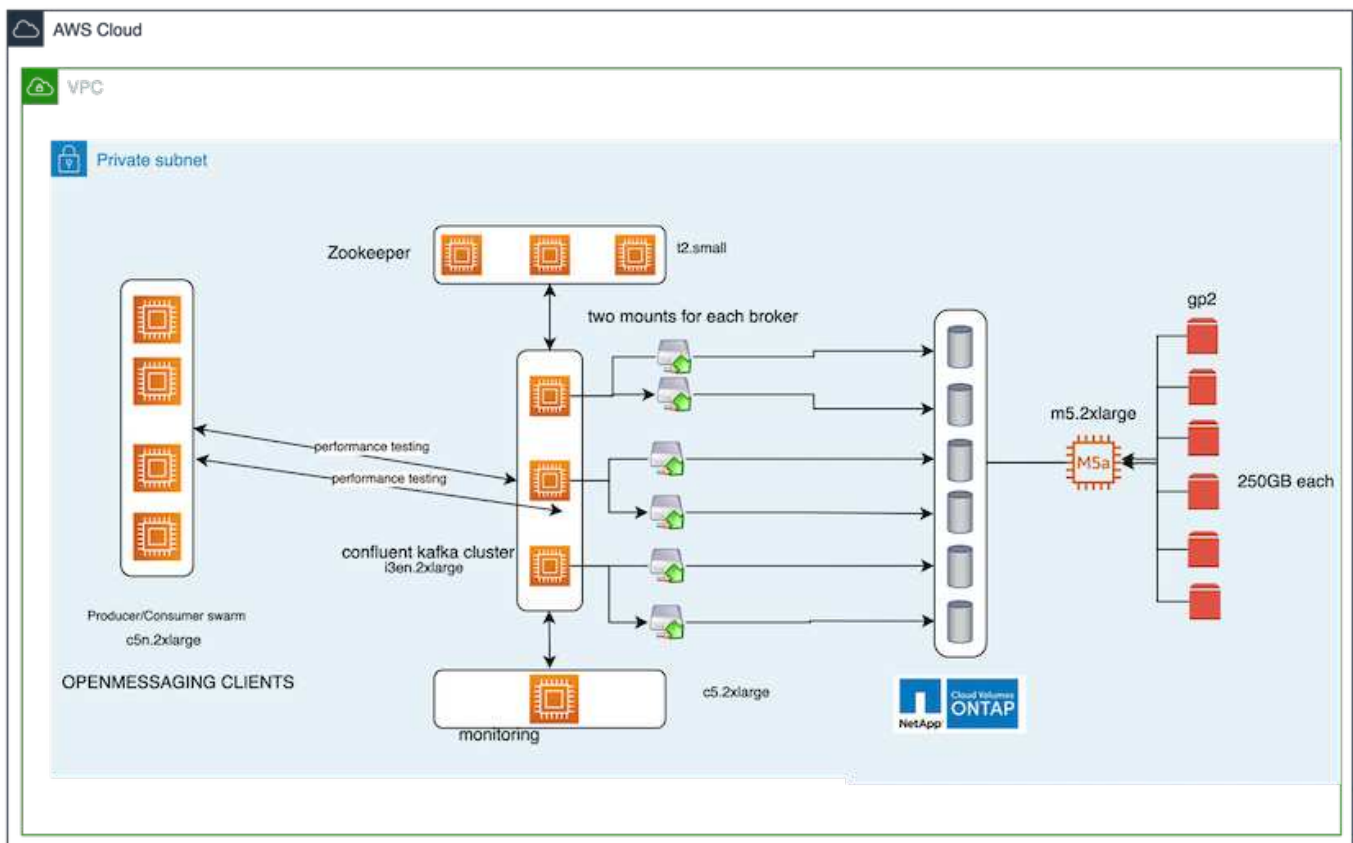 AWS Cloud
VPC
Private subnet
Zookeeper
t2.small
two mounts for each broker
gp2
m5.2xlarge
M5a
250GB each
performance testing
performance testing
confluent kafka cluster
i3en.2xlarge
Producer/Consumer swarm
c5n.2xlarge
OPENMESSAGING CLIENTS
c5.2xlarge
monitoring
NetApp
Cloud Volumes
ONTAP